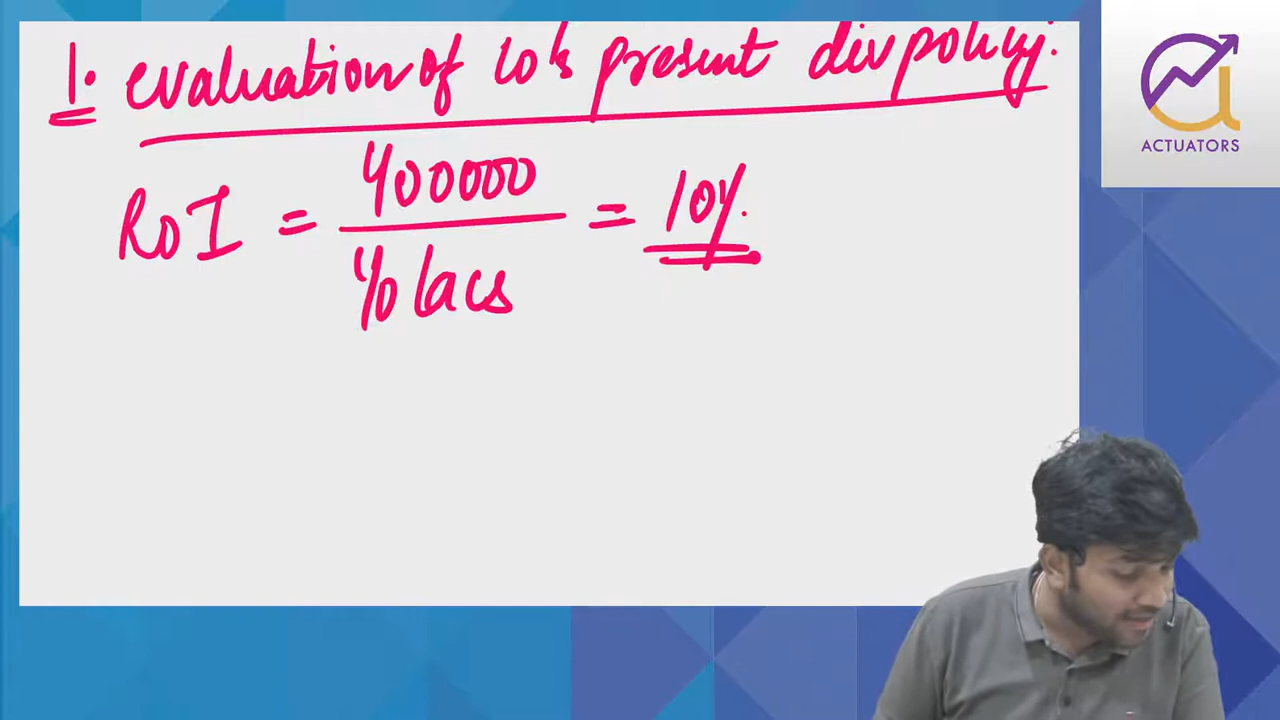 1. evaluation of Co's present div policy.
RoI = 400000 / 40 lacs = 10%
ACTUATORS